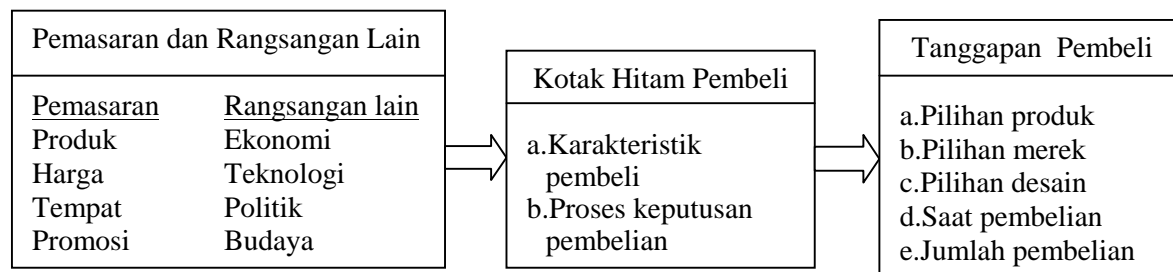 Pemasaran dan Rangsangan Lain
Pemasaran Rangsangan lain
Produk Ekonomi
Harga Teknologi
Tempat Politik
Promosi Budaya
Kotak Hitam Pembeli
a.Karakteristik
pembeli
b.Proses keputusan
pembelian
Tanggapan Pembeli
a.Pilihan produk
b.Pilihan merek
c.Pilihan desain
d.Saat pembelian
e.Jumlah pembelian